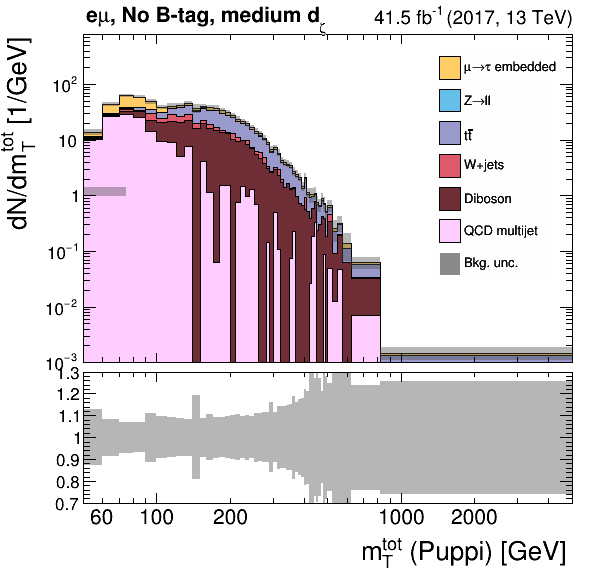 eμ, No B-tag, medium dζ 41.5 fb⁻¹ (2017, 13 TeV)
dN/dm_T^tot [1/GeV]
10²
10
1
10⁻¹
10⁻²
10⁻³
μ→τ embedded
Z→ll
tt̅
W+jets
Diboson
QCD multijet
Bkg. unc.
1.3
1.2
1.1
1
0.9
0.8
0.7
60 100 200 1000 2000
m_T^tot (Puppi) [GeV]